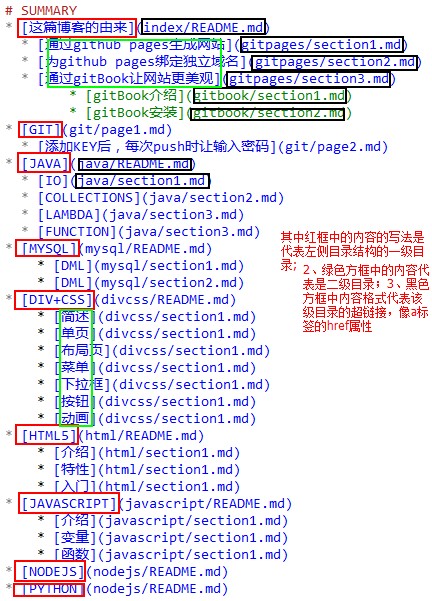 # SUMMARY
* [这篇博客的由来](index/README.md)
* [通过github pages生成网站](gitpages/section1.md)
* [为github pages绑定独立域名](gitpages/section2.md)
* [通过gitBook让网站更美观](gitpages/section3.md)
* [gitBook介绍](gitbook/section1.md)
* [gitBook安装](gitbook/section2.md)
* [GIT](git/page1.md)
* [添加KEY后，每次push时让输入密码](git/page2.md)
* [JAVA](java/README.md)
* [IO](java/section1.md)
* [COLLECTIONS](java/section2.md)
* [LAMBDA](java/section3.md)
* [FUNCTION](java/section3.md)
* [MYSQL](mysql/README.md)
* [DML](mysql/section1.md)
* [DML](mysql/section2.md)
* [DIV+CSS](divcss/README.md)
* [简述](divcss/section1.md)
* [单页](divcss/section1.md)
* [布局页](divcss/section1.md)
* [菜单](divcss/section1.md)
* [下拉框](divcss/section1.md)
* [按钮](divcss/section1.md)
* [动画](divcss/section1.md)
* [HTML5](html/README.md)
* [介绍](html/section1.md)
* [特性](html/section1.md)
* [入门](html/section1.md)
* [JAVASCRIPT](javascript/README.md)
* [介绍](javascript/section1.md)
* [变量](javascript/section1.md)
* [函数](javascript/section1.md)
* [NODEJS](nodejs/README.md)
* [PYTHON](nodejs/README.md)
其中红框中的内容的写法是
代表左侧目录结构的一级目
录；
2、绿色方框中的内容代
表是二级目录；3、黑色
方框中内容格式代表该
级目录的超链接，像a标
签的href属性